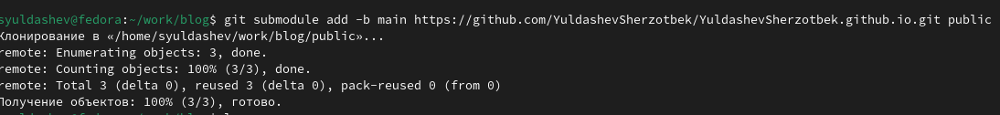 syuldashev@fedora:~/work/blog$ git submodule add -b main https://github.com/YuldashevSherzotbek/YuldashevSherzotbek.github.io.git public
Клонирование в «/home/syuldashev/work/blog/public»...
remote: Enumerating objects: 3, done.
remote: Counting objects: 100% (3/3), done.
remote: Total 3 (delta 0), reused 3 (delta 0), pack-reused 0 (from 0)
Получение объектов: 100% (3/3), готово.